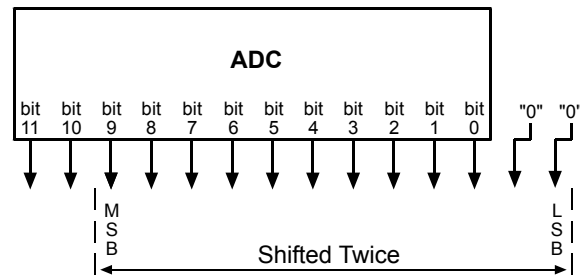 ADC
bit bit bit bit bit bit bit bit bit bit bit bit "0" "0'
11 10 9 8 7 6 5 4 3 2 1 0
M L
S S
B B
Shifted Twice